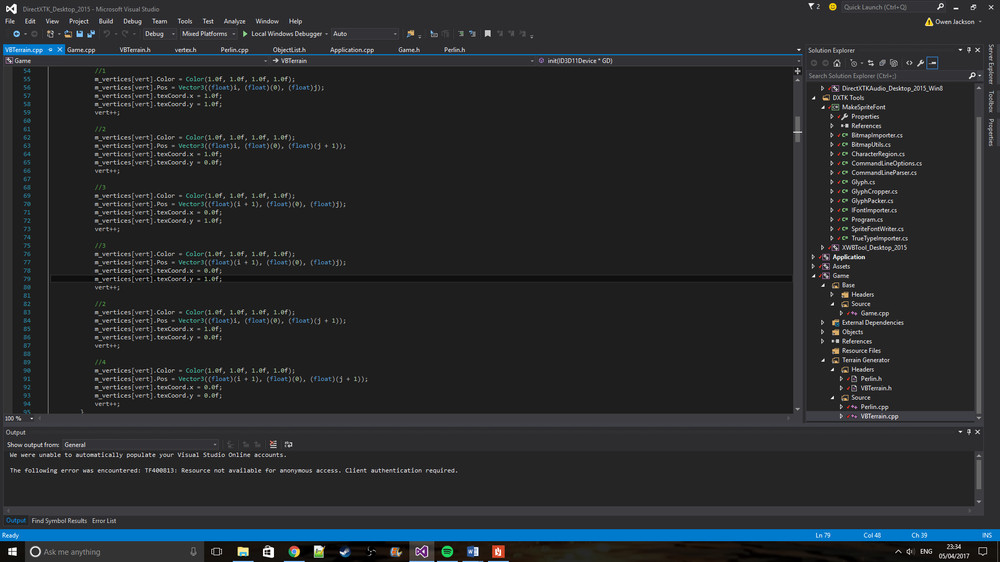 DirectXTK_Desktop_2015 - Microsoft Visual Studio
2
Quick Launch (Ctrl+Q)
File Edit View Project Build Debug Team Tools Test Analyze Window Help
Owen Jackson
Debug Mixed Platforms Local Windows Debugger Auto
VBTerrain.cpp Game.cpp VBTerrain.h vertex.h Perlin.cpp ObjectList.h Application.cpp Game.h Perlin.h
Game VBTerrain init(ID3D11Device * GD)
54 //1
55 m_vertices[vert].Color = Color(1.0f, 1.0f, 1.0f, 1.0f);
56 m_vertices[vert].Pos = Vector3((float)i, (float)(0), (float)j);
57 m_vertices[vert].texCoord.x = 1.0f;
58 m_vertices[vert].texCoord.y = 1.0f;
59 vert++;
60
61 //2
62 m_vertices[vert].Color = Color(1.0f, 1.0f, 1.0f, 1.0f);
63 m_vertices[vert].Pos = Vector3((float)i, (float)(0), (float)(j + 1));
64 m_vertices[vert].texCoord.x = 1.0f;
65 m_vertices[vert].texCoord.y = 0.0f;
66 vert++;
67
68 //3
69 m_vertices[vert].Color = Color(1.0f, 1.0f, 1.0f, 1.0f);
70 m_vertices[vert].Pos = Vector3((float)(i + 1), (float)(0), (float)j);
71 m_vertices[vert].texCoord.x = 0.0f;
72 m_vertices[vert].texCoord.y = 1.0f;
73 vert++;
74
75 //3
76 m_vertices[vert].Color = Color(1.0f, 1.0f, 1.0f, 1.0f);
77 m_vertices[vert].Pos = Vector3((float)(i + 1), (float)(0), (float)j);
78 m_vertices[vert].texCoord.x = 0.0f;
79 m_vertices[vert].texCoord.y = 1.0f;
80 vert++;
81
82 //2
83 m_vertices[vert].Color = Color(1.0f, 1.0f, 1.0f, 1.0f);
84 m_vertices[vert].Pos = Vector3((float)i, (float)(0), (float)(j + 1));
85 m_vertices[vert].texCoord.x = 1.0f;
86 m_vertices[vert].texCoord.y = 0.0f;
87 vert++;
88
89 //4
90 m_vertices[vert].Color = Color(1.0f, 1.0f, 1.0f, 1.0f);
91 m_vertices[vert].Pos = Vector3((float)(i + 1), (float)(0), (float)(j + 1));
92 m_vertices[vert].texCoord.x = 0.0f;
93 m_vertices[vert].texCoord.y = 0.0f;
94 vert++;
95 }
100 %
Solution Explorer
Search Solution Explorer (Ctrl+;)
DirectXTKAudio_Desktop_2015_Win8
DXTK Tools
C# MakeSpriteFont
Properties
References
C# BitmapImporter.cs
C# BitmapUtils.cs
C# CharacterRegion.cs
C# CommandLineOptions.cs
C# CommandLineParser.cs
C# Glyph.cs
C# GlyphCropper.cs
C# GlyphPacker.cs
C# IFontImporter.cs
C# Program.cs
C# SpriteFontWriter.cs
C# TrueTypeImporter.cs
XWBTool_Desktop_2015
Application
Assets
Game
Base
Headers
Source
Game.cpp
External Dependencies
Objects
References
Resource Files
Terrain Generator
Headers
Perlin.h
VBTerrain.h
Source
Perlin.cpp
VBTerrain.cpp
Server Explorer
Toolbox
Properties
Output
Show output from: General
We were unable to automatically populate your Visual Studio Online accounts.
The following error was encountered: TF400813: Resource not available for anonymous access. Client authentication required.
Output Find Symbol Results Error List
Ready Ln 79 Col 48 Ch 39 INS
Ask me anything
ENG
23:34
05/04/2017